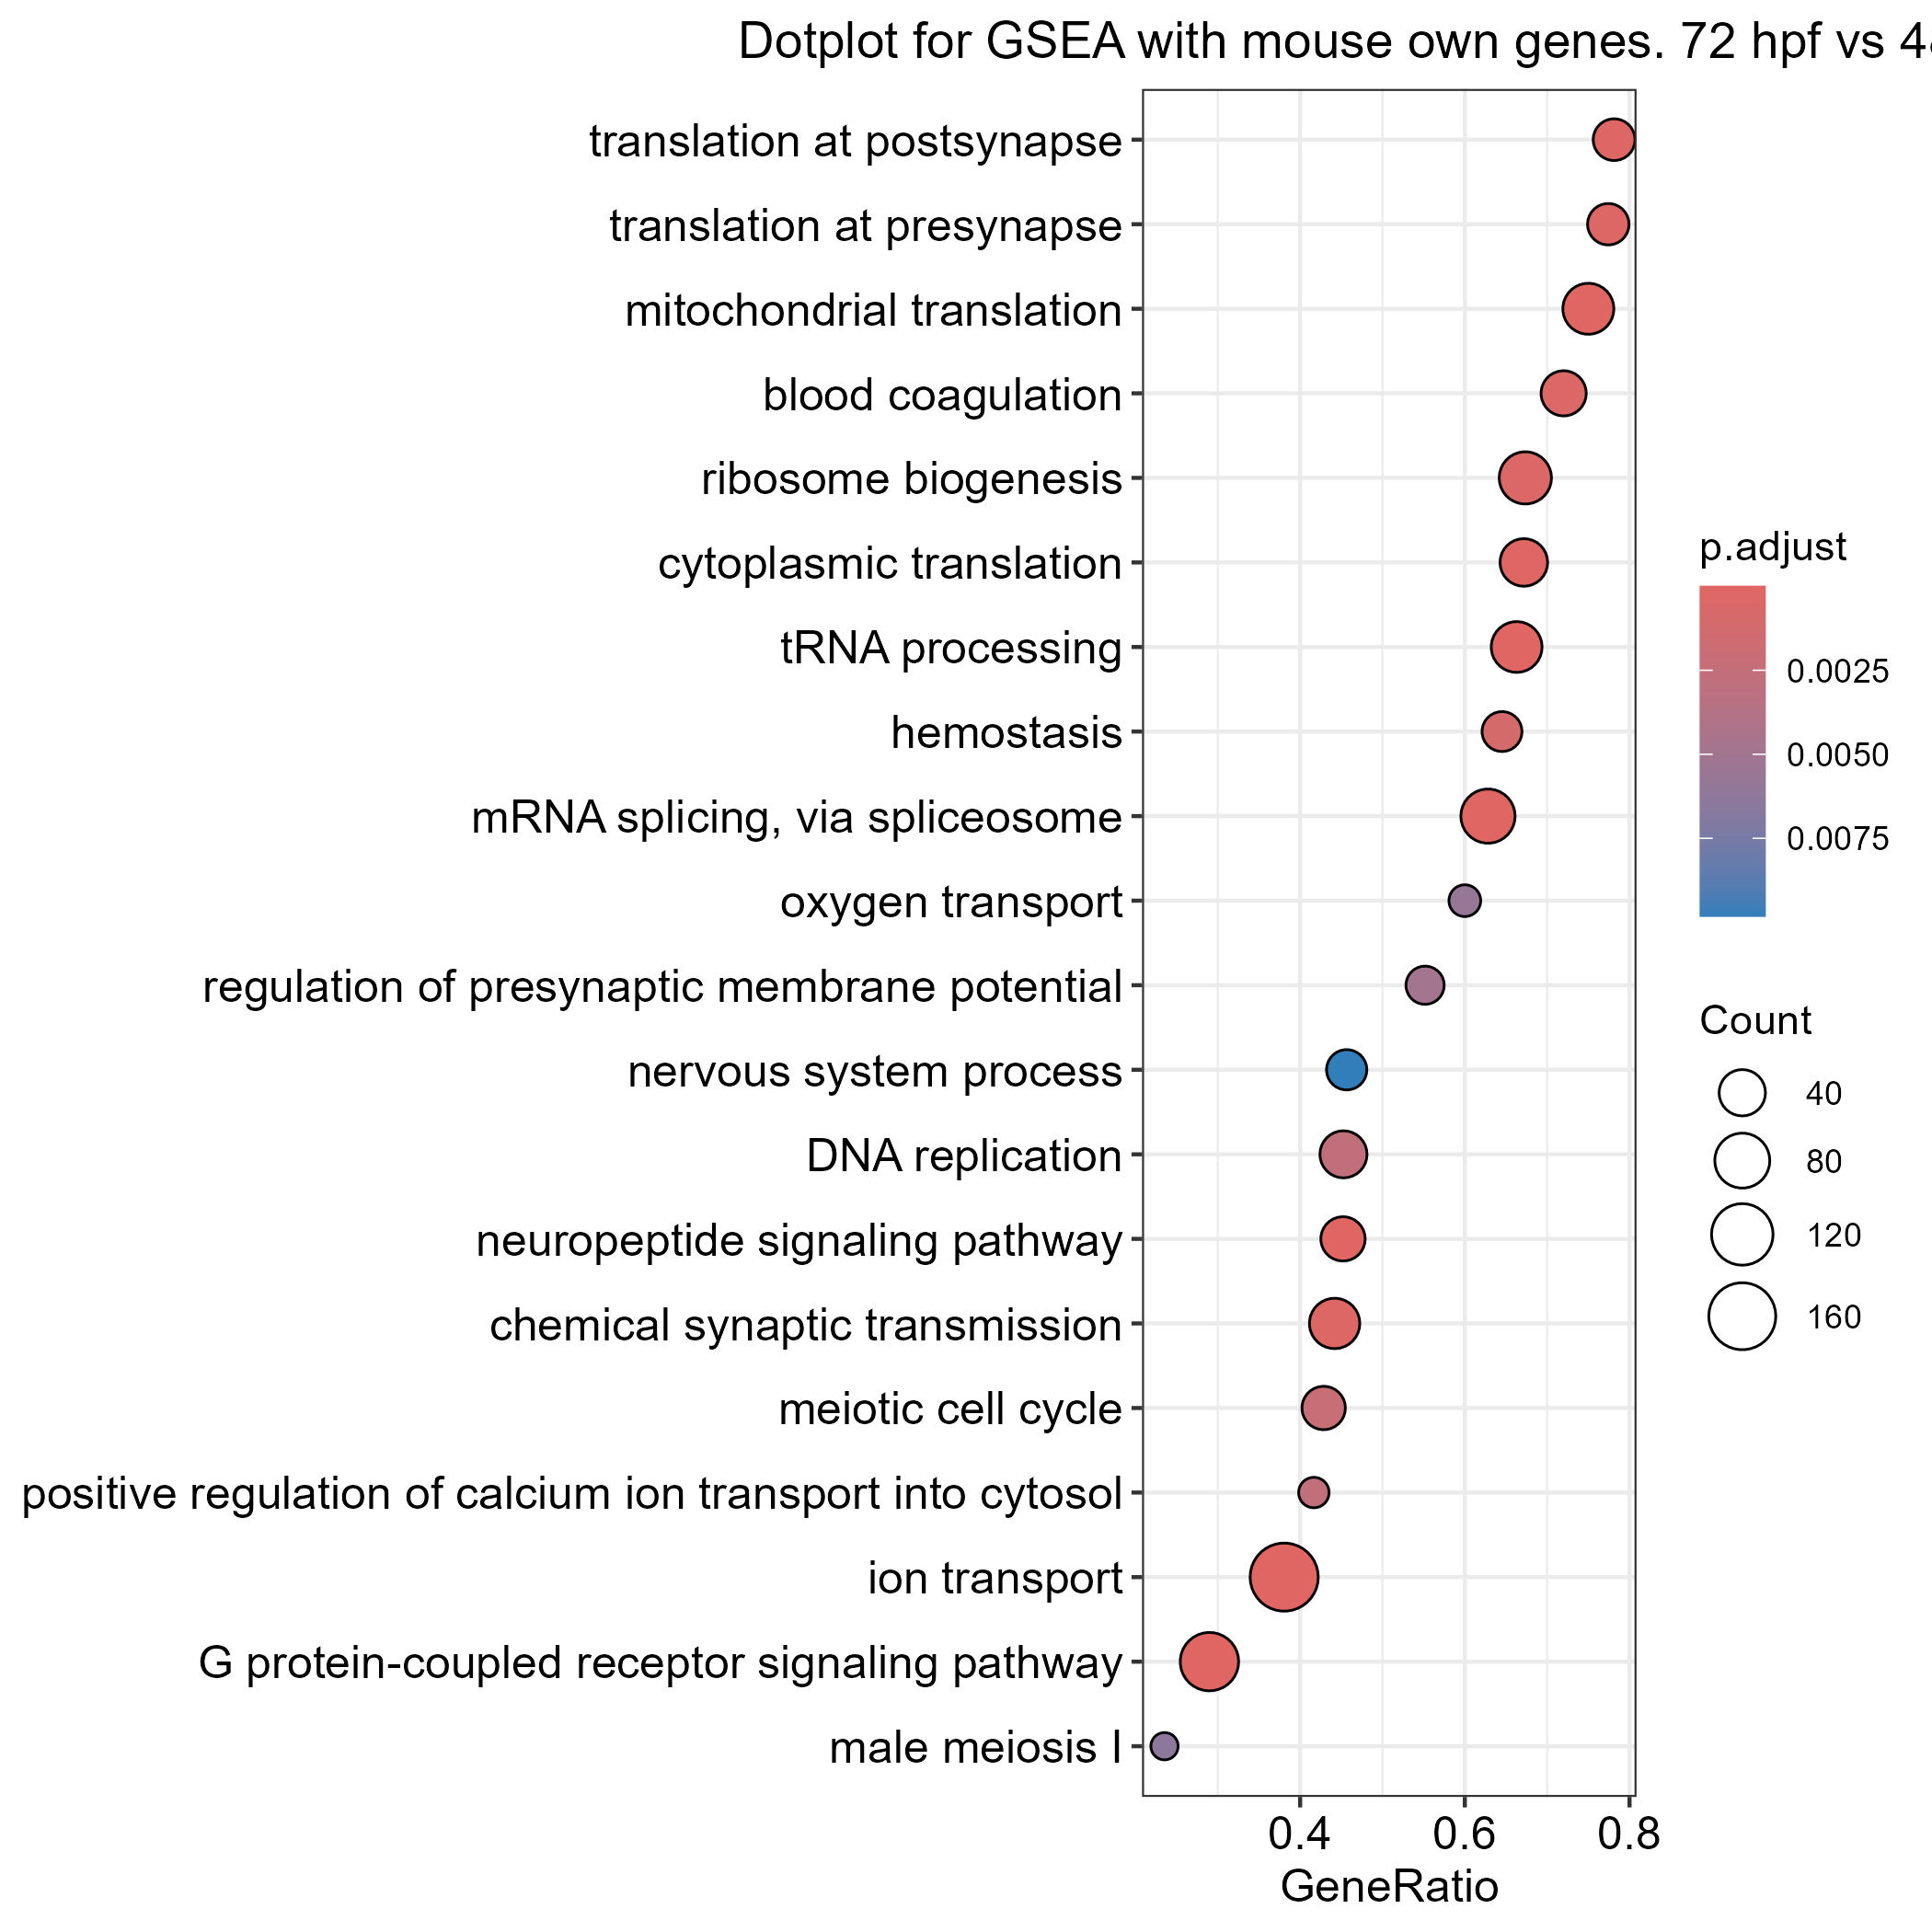 Dotplot for GSEA with mouse own genes. 72 hpf vs
translation at postsynapse
translation at presynapse
mitochondrial translation
blood coagulation
ribosome biogenesis
cytoplasmic translation
tRNA processing
hemostasis
mRNA splicing, via spliceosome
oxygen transport
regulation of presynaptic membrane potential
nervous system process
DNA replication
neuropeptide signaling pathway
chemical synaptic transmission
meiotic cell cycle
positive regulation of calcium ion transport into cytosol
ion transport
G protein-coupled receptor signaling pathway
male meiosis I
0.4 0.6 0.8
GeneRatio
p.adjust
0.0025
0.0050
0.0075
Count
40
80
120
160